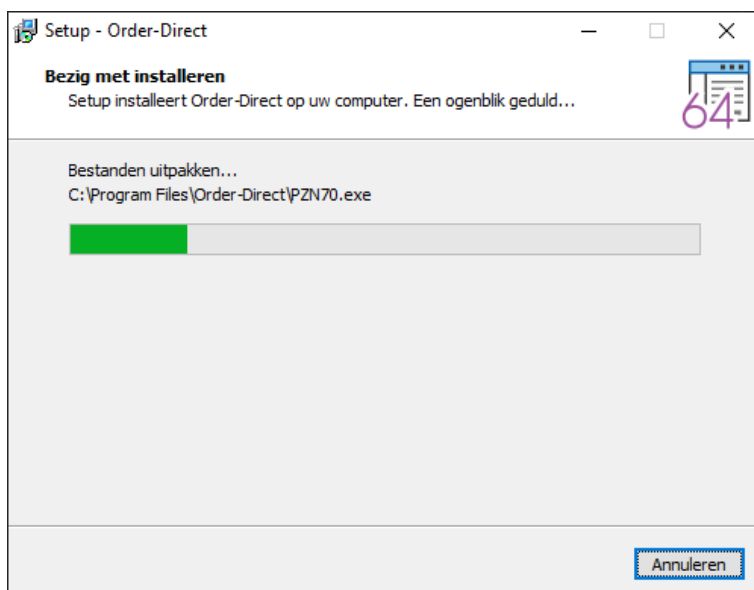 Setup - Order-Direct
Bezig met installeren
Setup installeert Order-Direct op uw computer. Een ogenblik geduld...
64
Bestanden uitpakken...
C:\Program Files\Order-Direct\PZN70.exe
Annuleren